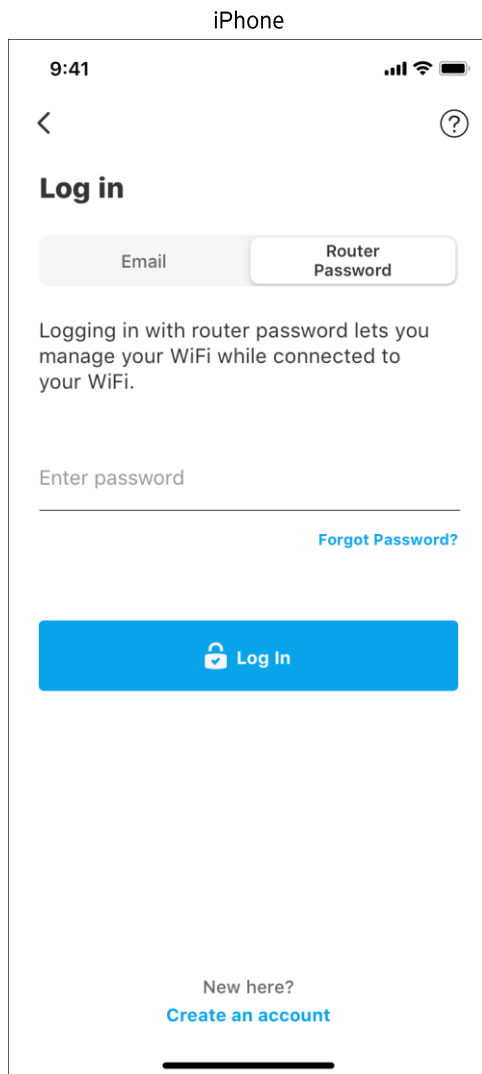 iPhone
9:41
Log in
Email
Router
Password
Logging in with router password lets you
manage your WiFi while connected to
your WiFi.
Enter password
Forgot Password?
Log In
New here?
Create an account